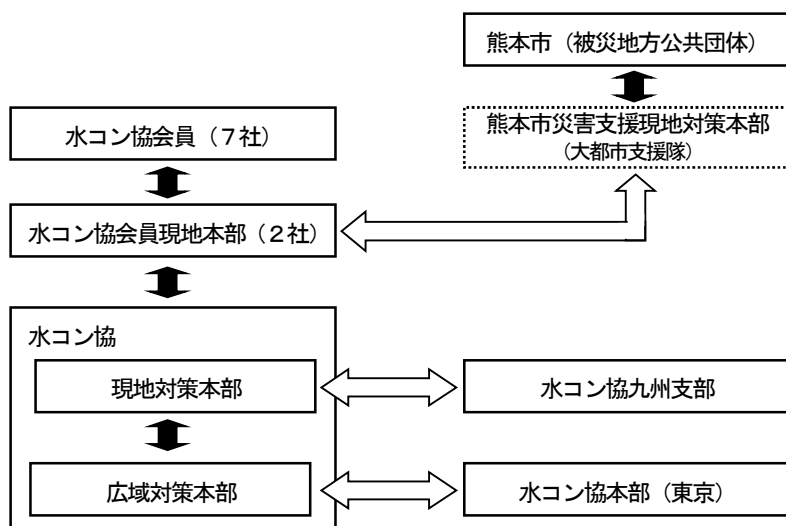 熊本市（被災地方公共団体）
熊本市災害支援現地対策本部
（大都市支援隊）
水コン協会員（７社）
水コン協会員現地本部（２社）
水コン協
現地対策本部
水コン協九州支部
広域対策本部
水コン協本部（東京）